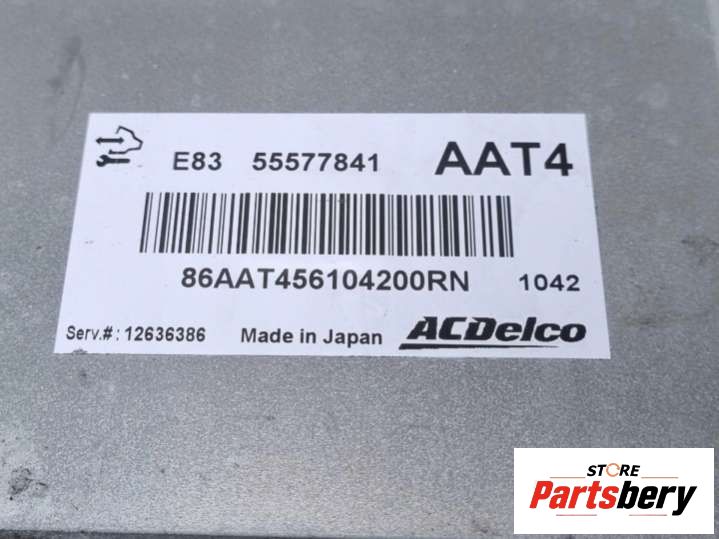 E83 55577841 AAT4
86AAT456104200RN 1042
Serv.#: 12636386 Made in Japan ACDelco
STORE
Partsbery